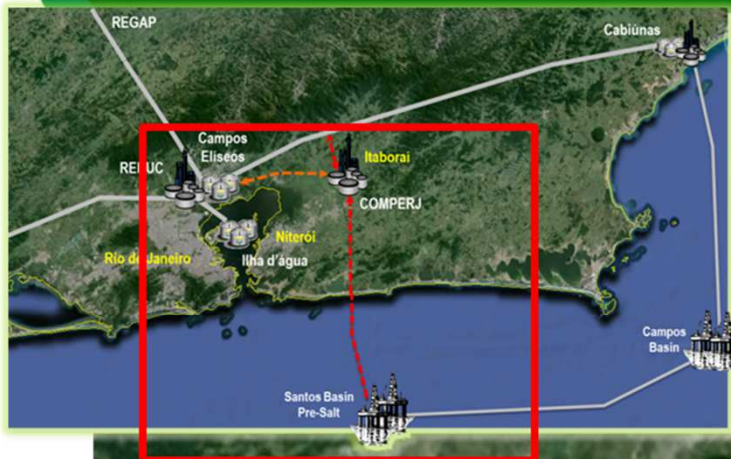 REGAP
Cabiúnas
Campos
Eliseos
REDUC
Itaboraí
COMPERJ
Niterói
Rio de Janeiro
Ilha d'água
Campos
Basin
Santos Basin
Pre-Salt